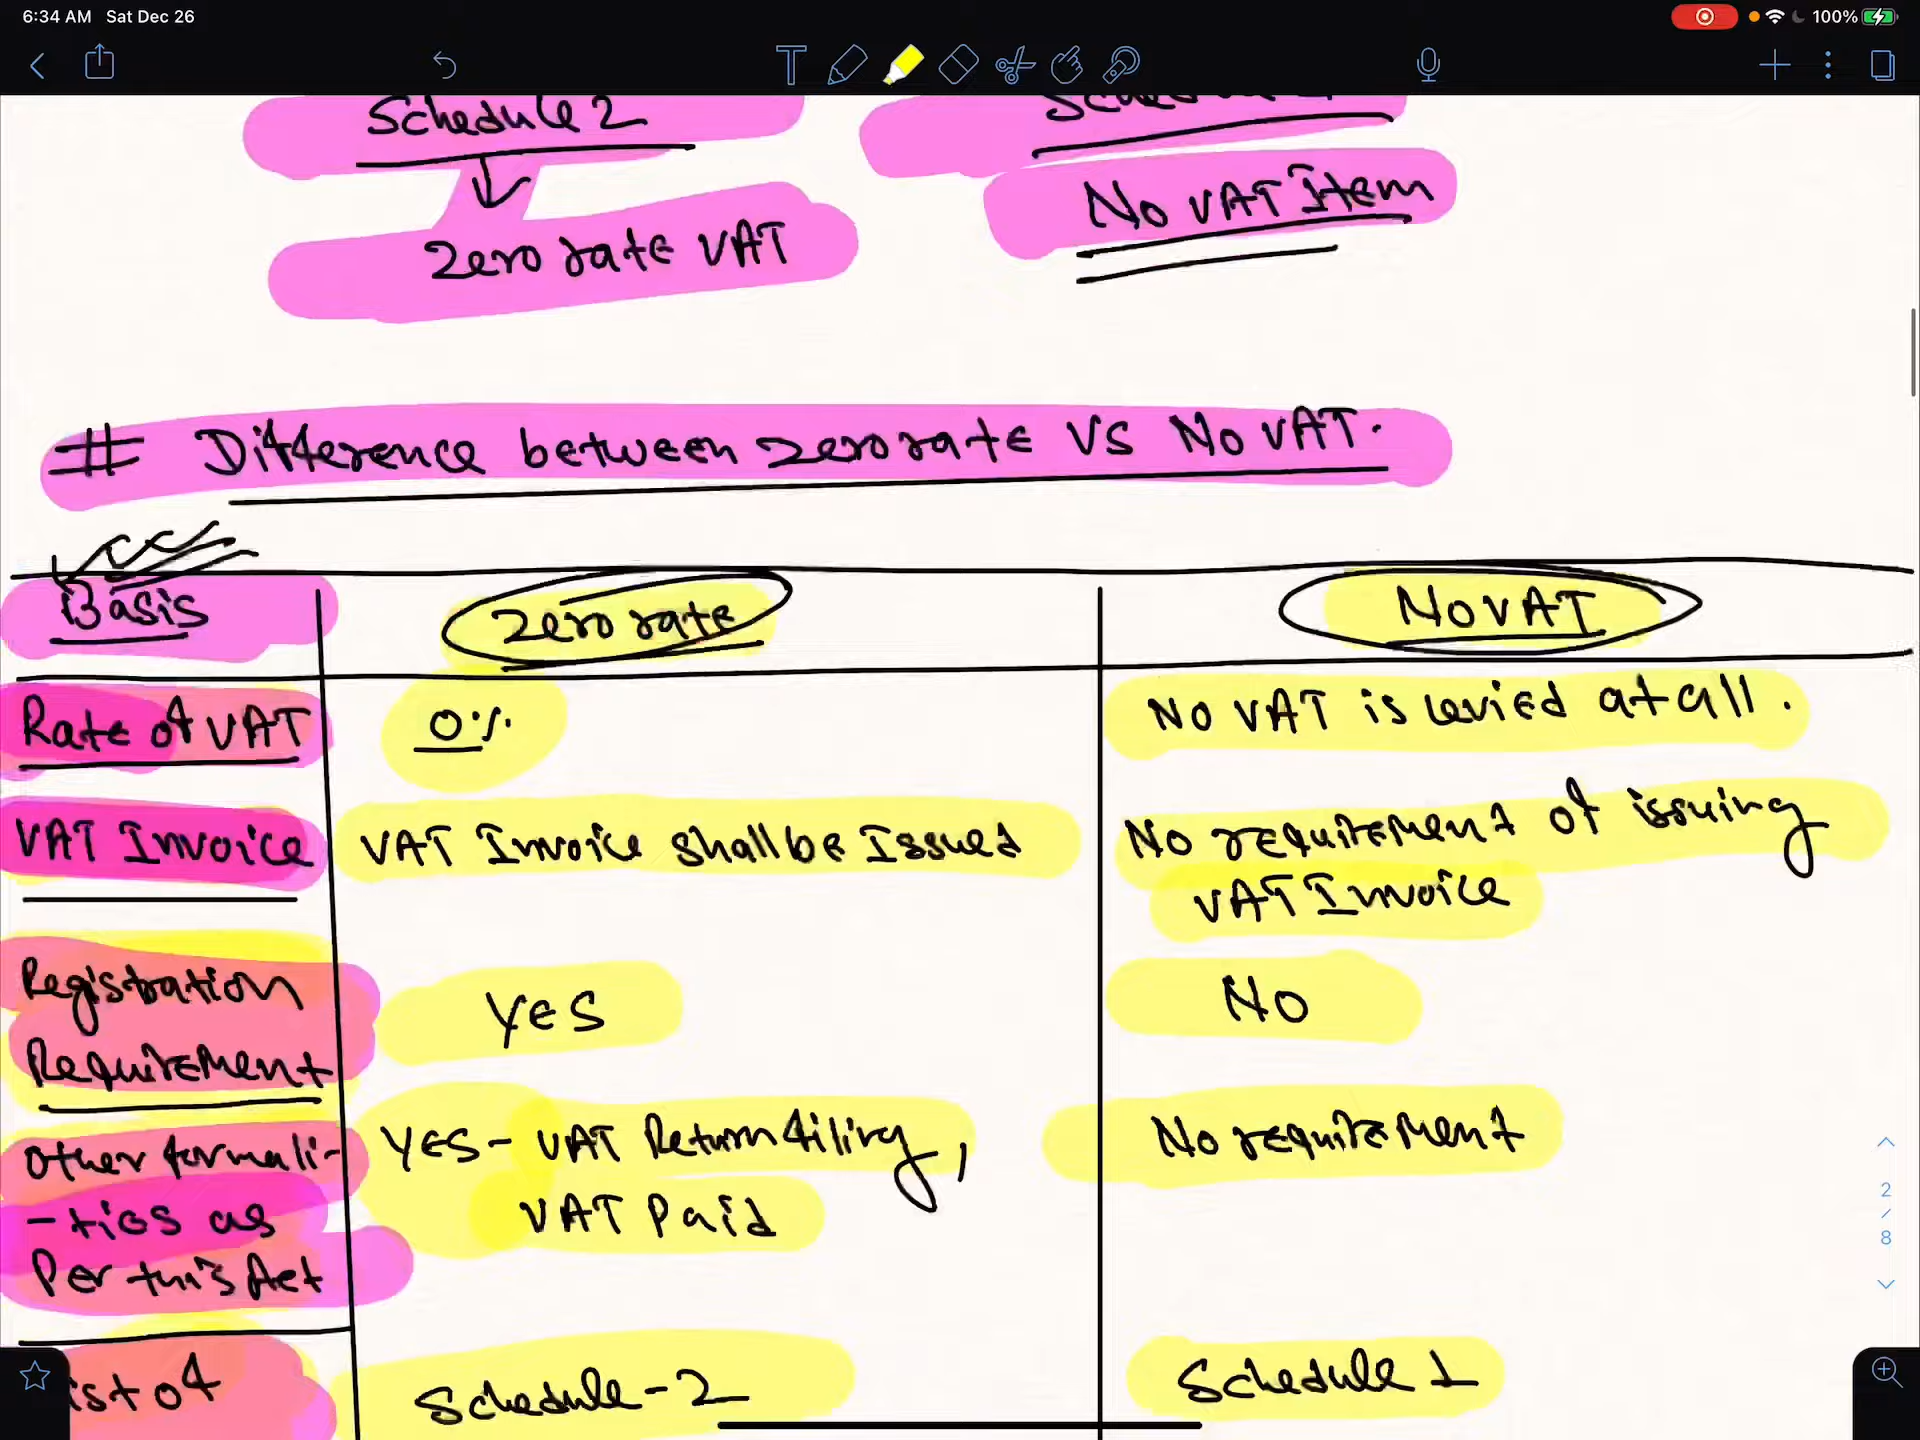 6:34 AM Sat Dec 26
100%
Schedule 2
No VAT Item
Zero rate VAT
# Difference between zero rate VS No VAT.
Basis
Zero rate
No VAT
Rate of VAT
0%
No VAT is levied at all.
VAT Invoice
VAT Invoice shall be Issued
No requirement of issuing
VAT Invoice
Registration
Requirement
YES
No
Other formali-
-ties as
Per this Act
YES - VAT Return filing,
VAT Paid
No requirement
ist of
Schedule - 2
Schedule 1
2
/
8